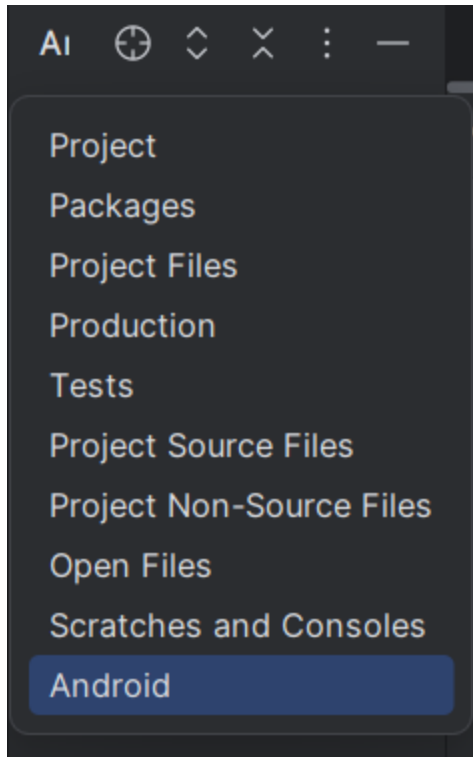 Project
Packages
Project Files
Production
Tests
Project Source Files
Project Non-Source Files
Open Files
Scratches and Consoles
Android